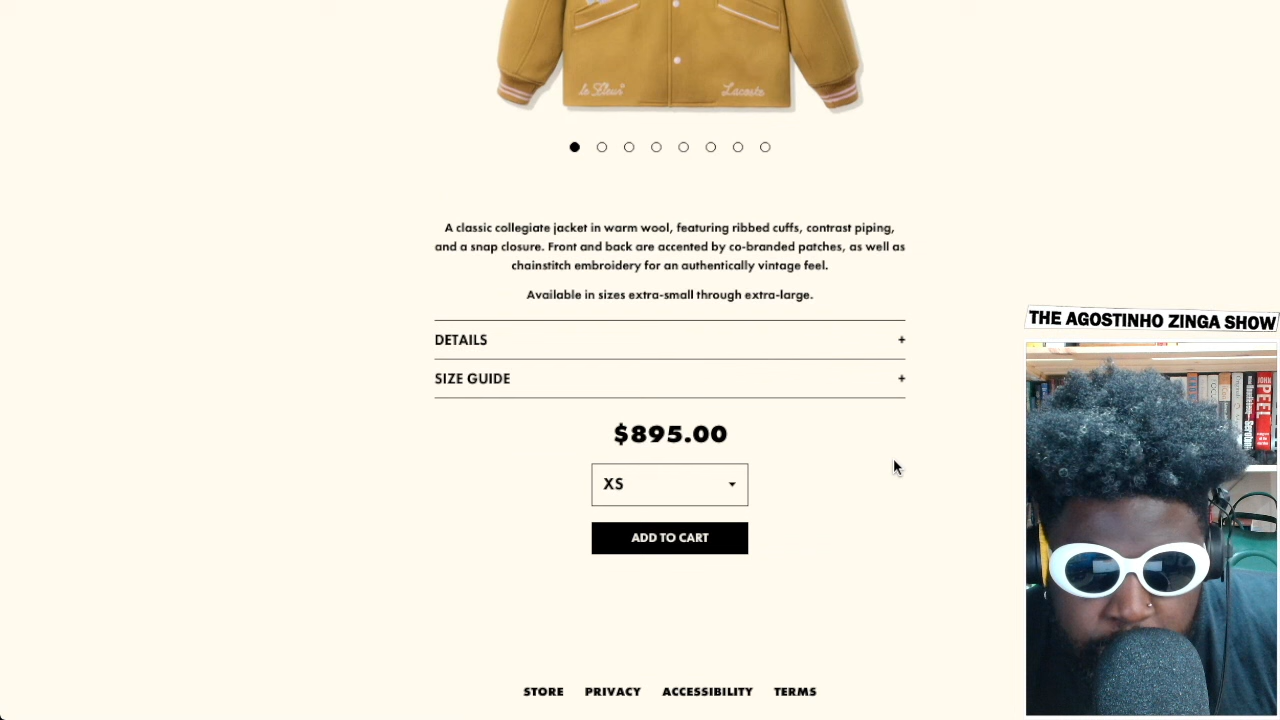 le Fleur*
Lacoste
A classic collegiate jacket in warm wool, featuring ribbed cuffs, contrast piping,
and a snap closure. Front and back are accented by co-branded patches, as well as
chainstitch embroidery for an authentically vintage feel.
Available in sizes extra-small through extra-large.
DETAILS +
SIZE GUIDE +
$895.00
XS
ADD TO CART
STORE PRIVACY ACCESSIBILITY TERMS
THE AGOSTINHO ZINGA SHOW
JOHN
PEEL